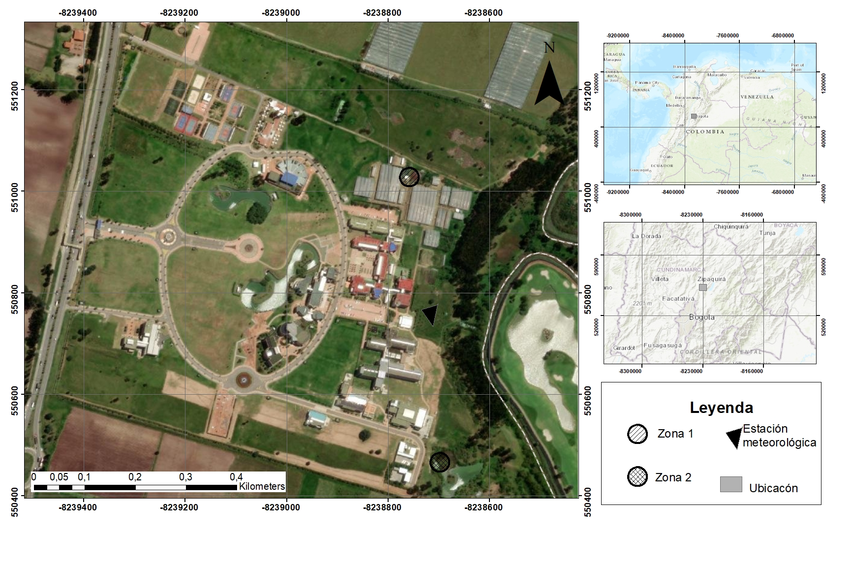 -8239400 -8239200 -8239000 -8238800 -8238600
551200
551000
550800
550600
550400
N
0 0,05 0,1 0,2 0,3 0,4
Kilometers
-8239400 -8239200 -8239000 -8238800 -8238600
551200
551000
550800
550600
550400
-9200000 -8400000 -7600000 -6800000
1200000
400000
-400000
VENEZUELA
COLOMBIA
ECUADOR
-9200000 -8400000 -7600000 -6800000
1200000
400000
-400000
-8300000 -8230000 -8160000
590000
520000
BOYACA
La Dorada
Chiquinquirá
Tunja
CUNDINAMARCA
Villeta
Zipaquirá
Facatativá
Bogota
Girardot
Fusagasugá
CORDILLERA ORIENTAL
-8300000 -8230000 -8160000
590000
520000
Leyenda
Zona 1
Estación
meteorológica
Zona 2
Ubicacón